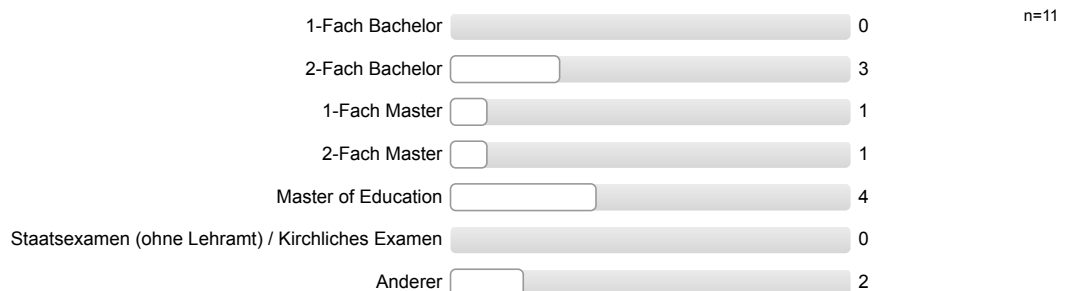 n=11
1-Fach Bachelor 0
2-Fach Bachelor 3
1-Fach Master 1
2-Fach Master 1
Master of Education 4
Staatsexamen (ohne Lehramt) / Kirchliches Examen 0
Anderer 2